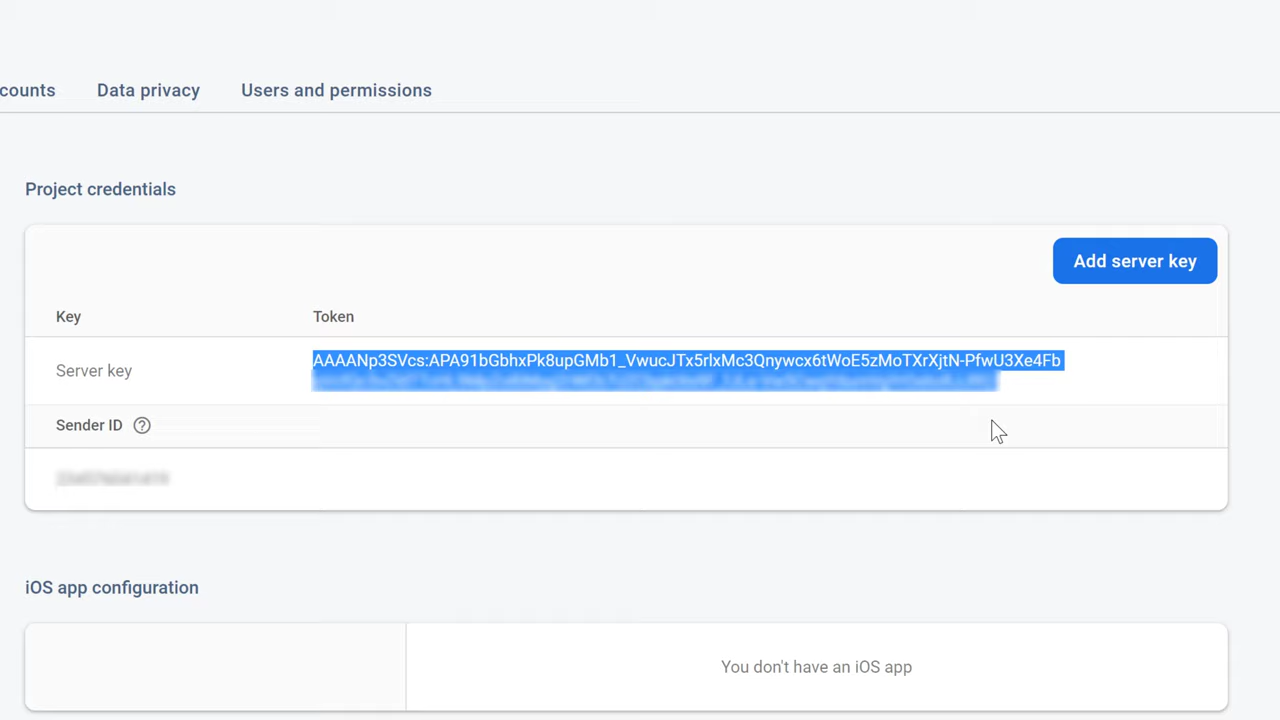 counts Data privacy Users and permissions
Project credentials
Add server key
Key Token
Server key AAAANp3SVcs:APA91bGbhxPk8upGMb1_VwucJTx5rlxMc3Qnywcx6tWoE5zMoTXrXjtN-PfwU3Xe4Fb
Sender ID ?
iOS app configuration
You don't have an iOS app